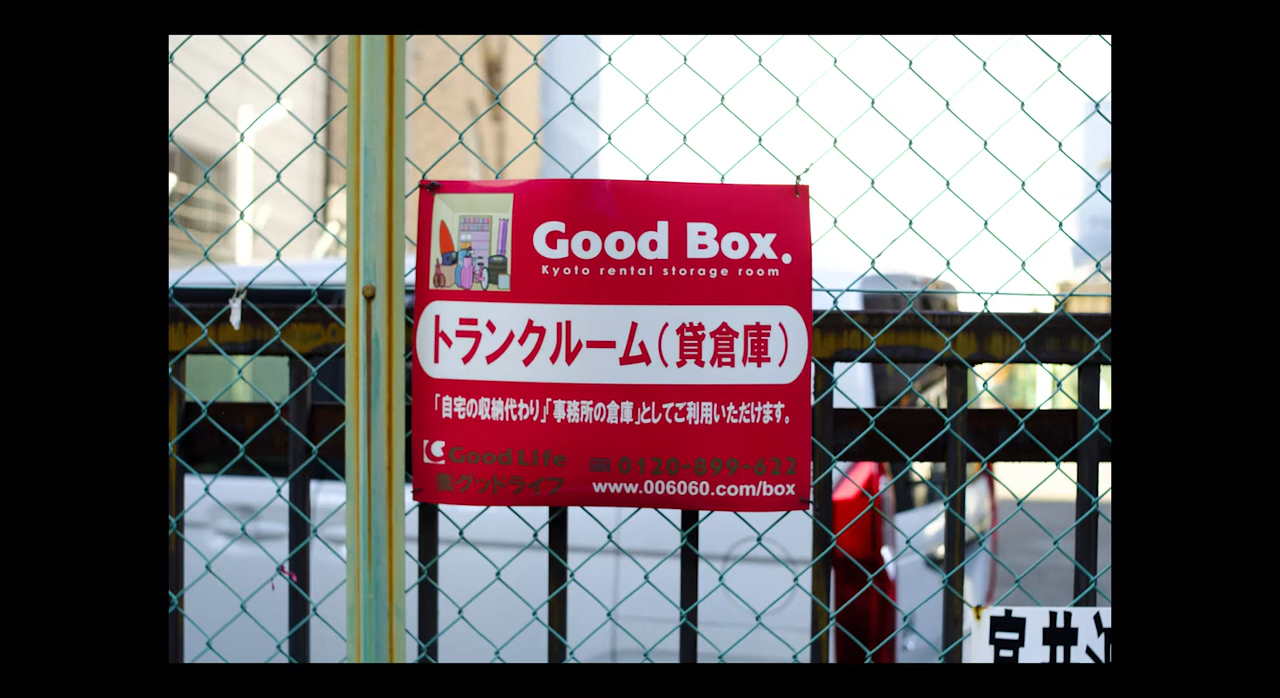 Good Box.
Kyoto rental storage room
トランクルーム(貸倉庫)
「自宅の収納代わり」「事務所の倉庫」としてご利用いただけます。
Good Life
㈱グッドライフ
0120-899-622
www.006060.com/box